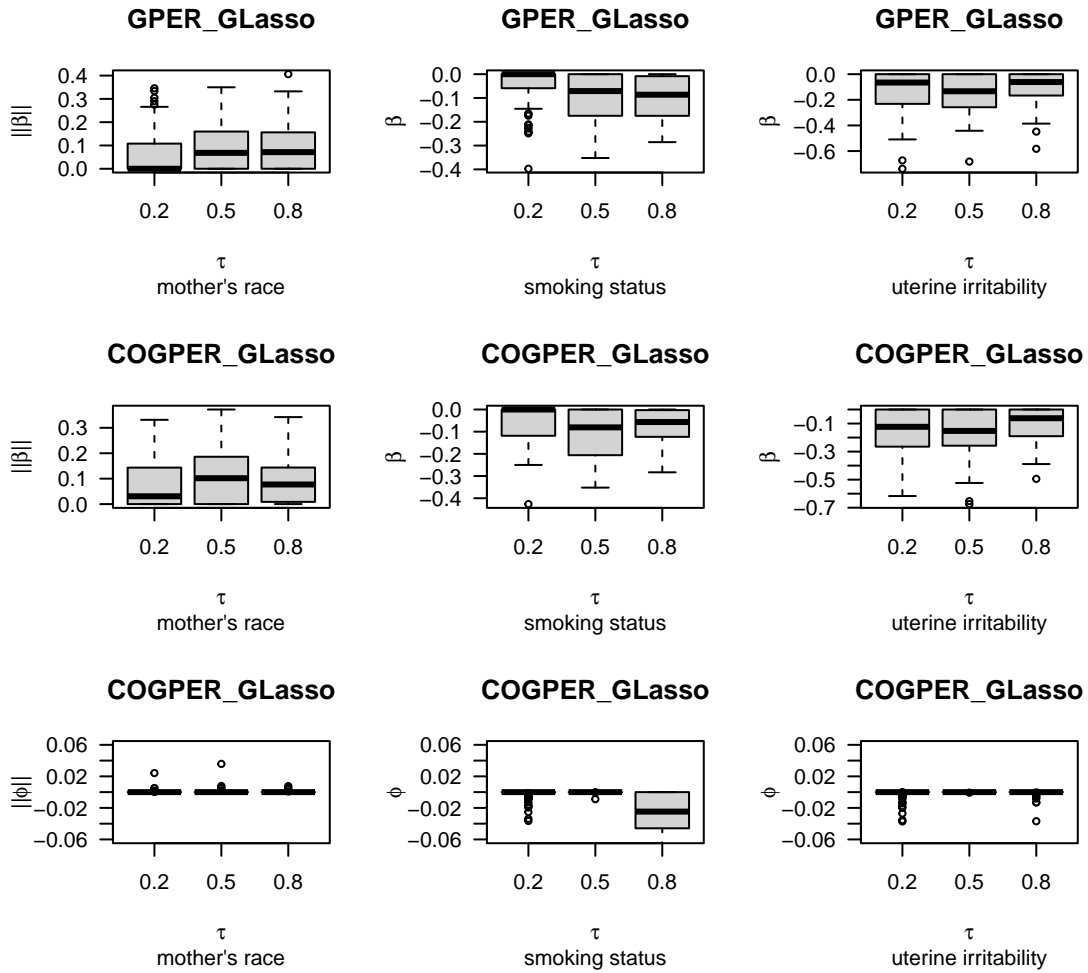 GPER_GLasso GPER_GLasso GPER_GLasso
||β||
0.4
0.3
0.2
0.1
0.0
0.2 0.5 0.8
τ
mother's race
β
0.0
−0.1
−0.2
−0.3
−0.4
0.2 0.5 0.8
τ
smoking status
β
0.0
−0.2
−0.4
−0.6
0.2 0.5 0.8
τ
uterine irritability
COGPER_GLasso COGPER_GLasso COGPER_GLasso
||β||
0.3
0.2
0.1
0.0
0.2 0.5 0.8
τ
mother's race
β
0.0
−0.1
−0.2
−0.3
−0.4
0.2 0.5 0.8
τ
smoking status
β
−0.1
−0.3
−0.5
−0.7
0.2 0.5 0.8
τ
uterine irritability
COGPER_GLasso COGPER_GLasso COGPER_GLasso
||ϕ||
0.06
0.02
−0.02
−0.06
0.2 0.5 0.8
τ
mother's race
ϕ
0.06
0.02
−0.02
−0.06
0.2 0.5 0.8
τ
smoking status
ϕ
0.06
0.02
−0.02
−0.06
0.2 0.5 0.8
τ
uterine irritability